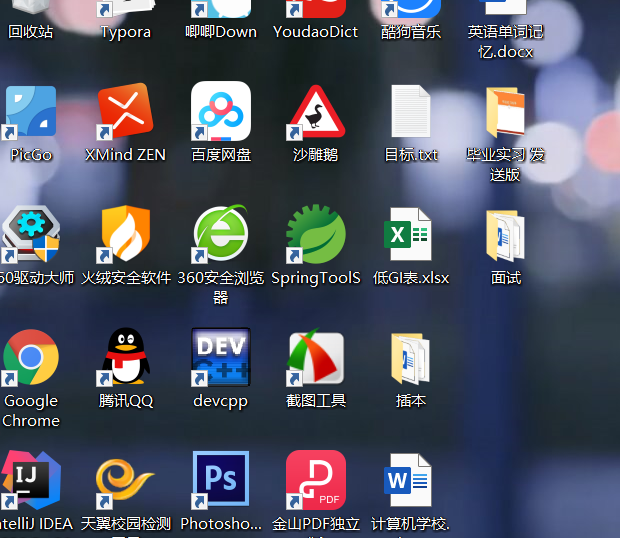 回收站
Typora
唧唧Down
YoudaoDict
酷狗音乐
英语单词记
忆.docx
PicGo
XMind ZEN
百度网盘
沙雕鹅
目标.txt
毕业实习 发
送版
60驱动大师
火绒安全软件
360安全浏览
器
SpringToolS
低GI表.xlsx
面试
Google
Chrome
腾讯QQ
DEV
C++
devcpp
截图工具
插本
IJ
ntelliJ IDEA
天翼校园检测
Ps
Photosho...
PDF
金山PDF独立
W
计算机学校.